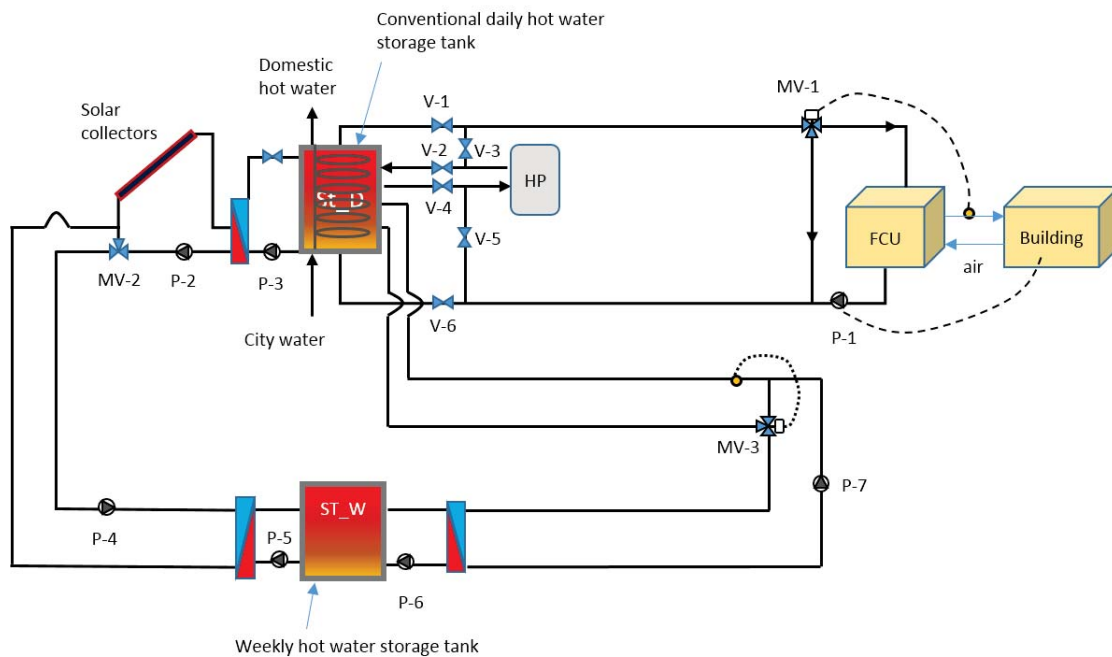 Conventional daily hot water
storage tank
Domestic
hot water
Solar
collectors
V-1
MV-1
V-2
V-3
HP
St_D
V-4
V-5
FCU
Building
air
MV-2
P-2
P-3
City water
V-6
P-1
MV-3
P-7
ST_W
P-4
P-5
P-6
Weekly hot water storage tank